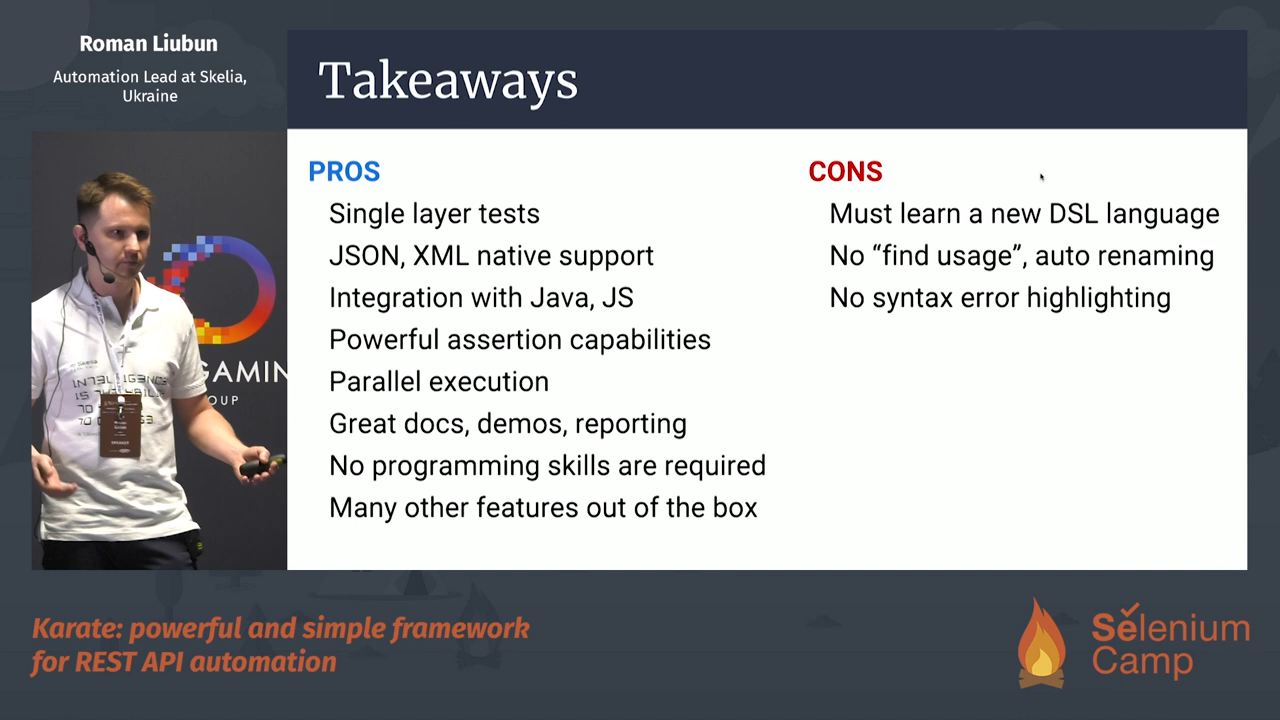 Roman Liubun
Automation Lead at Skelia,
Ukraine
Takeaways
PROS
Single layer tests
JSON, XML native support
Integration with Java, JS
Powerful assertion capabilities
Parallel execution
Great docs, demos, reporting
No programming skills are required
Many other features out of the box
CONS
Must learn a new DSL language
No “find usage”, auto renaming
No syntax error highlighting
Karate: powerful and simple framework
for REST API automation
Selenium
Camp